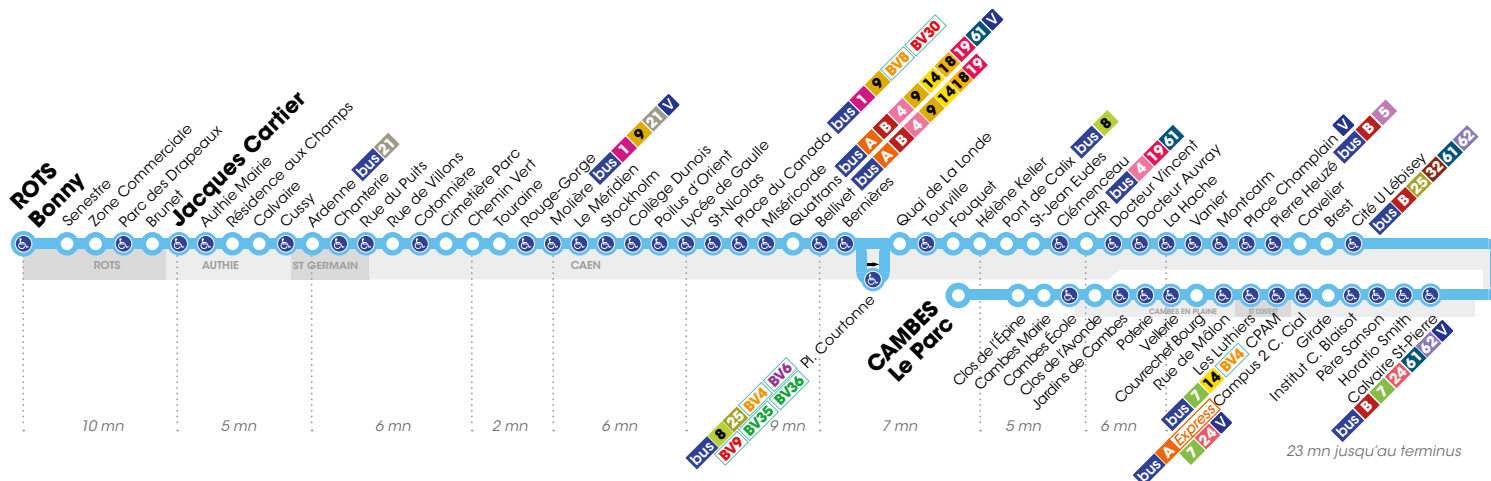 ROTS
Bonny
Senestre
Zone Commerciale
Parc des Drapeaux
Brunet
Jacques Cartier
Authie Mairie
Résidence aux Champs
Calvaire
Cussy
Ardenne bus 21
Chanterie
Rue du Puits
Rue de Villons
Cotonnière
Cimetière Parc
Chemin Vert
Touraine
Rouge-Gorge
Molière bus 1 9 21 V
Le Méridien
Stockholm
Collège Dunois
Pollus d'Orient
Lycée de Gaulle
St-Nicolas
Place du Canada bus 1 9 BV8 BV30
Miséricorde
Quatrans bus A B 4 9 14 18 19 61 V
Bellivet bus A B 4 9 14 18 19
Bernières
Quai de La Londe
Tourville
Fouquet
Hélène Keller
Pont de Calix bus 8
St-Jean Eudes
Clémenceau
CHR bus 4 19 61
Docteur Vincent
Docteur Auvray
La Hache
Vanier
Montcalm
Place Champlain V
Pierre Heuzé bus B 5
Cavelier
Brest
Cité U Lébisey
bus B 25 32 61 62
ROTS
AUTHIE
ST GERMAIN
CAEN
Pl. Courtonne
bus 8 25 BV4 BV6
BV9 BV35 BV36
CAMBES
Le Parc
Clos de l'Épine
Cambes Mairie
Cambes École
Clos de l'Avonde
Jardins de Cambes
Poterie
Vellerie
Couvrechef Bourg
Rue de Mâlon
Les Luthiers
bus 7 14 BV4 CPAM
Campus 2 C. Cial
bus A Express
7 24 V
Girafe
Institut C. Blaisot
Père Sanson
Horatio Smith
Calvaire St-Pierre
bus B 7 24 61 62 V
CAMBES EN PLAINE
ST CONTEST
10 mn
5 mn
6 mn
2 mn
6 mn
9 mn
7 mn
5 mn
6 mn
23 mn jusqu'au terminus